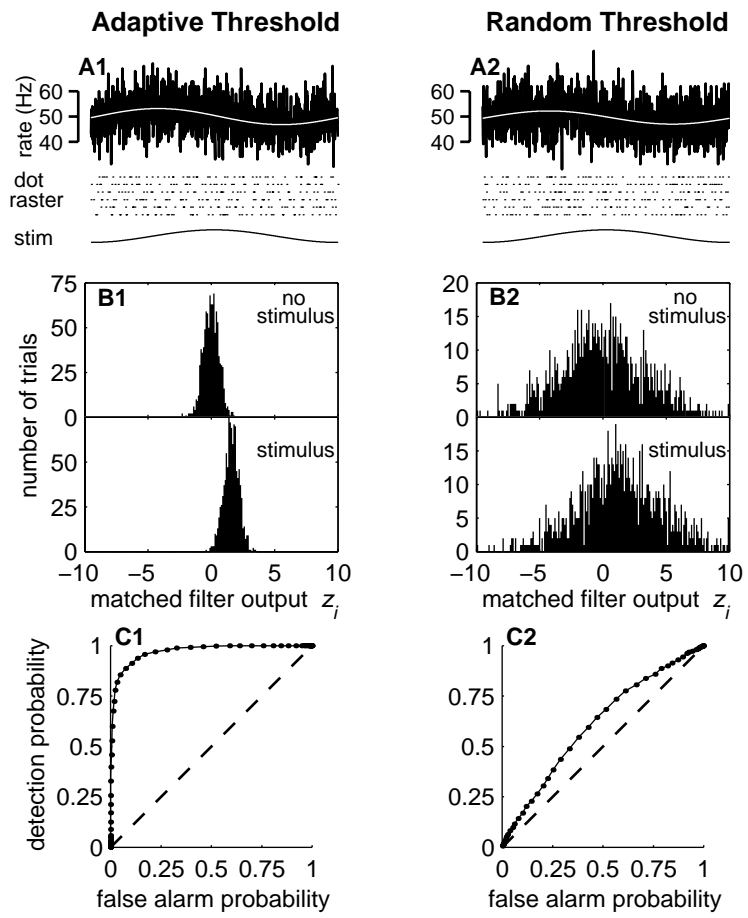 Adaptive Threshold
Random Threshold
A1
A2
rate (Hz)
60
50
40
60
50
40
dot
raster
stim
B1
no
stimulus
75
50
25
0
B2
no
stimulus
20
15
10
5
0
number of trials
stimulus
50
25
0
stimulus
15
10
5
0
−10 −5 0 5 10
−10 −5 0 5 10
matched filter output z_i
matched filter output z_i
C1
C2
detection probability
1
0.75
0.5
0.25
0
1
0.75
0.5
0.25
0
0 0.25 0.5 0.75 1
0 0.25 0.5 0.75 1
false alarm probability
false alarm probability